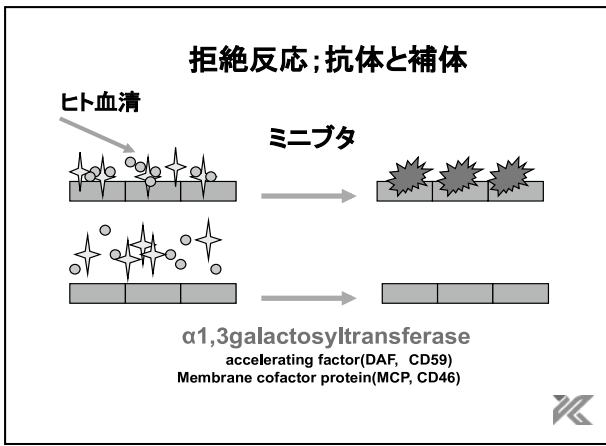 拒絶反応；抗体と補体
ヒト血清
ミニブタ
α1,3galactosyltransferase
accelerating factor(DAF, CD59)
Membrane cofactor protein(MCP, CD46)